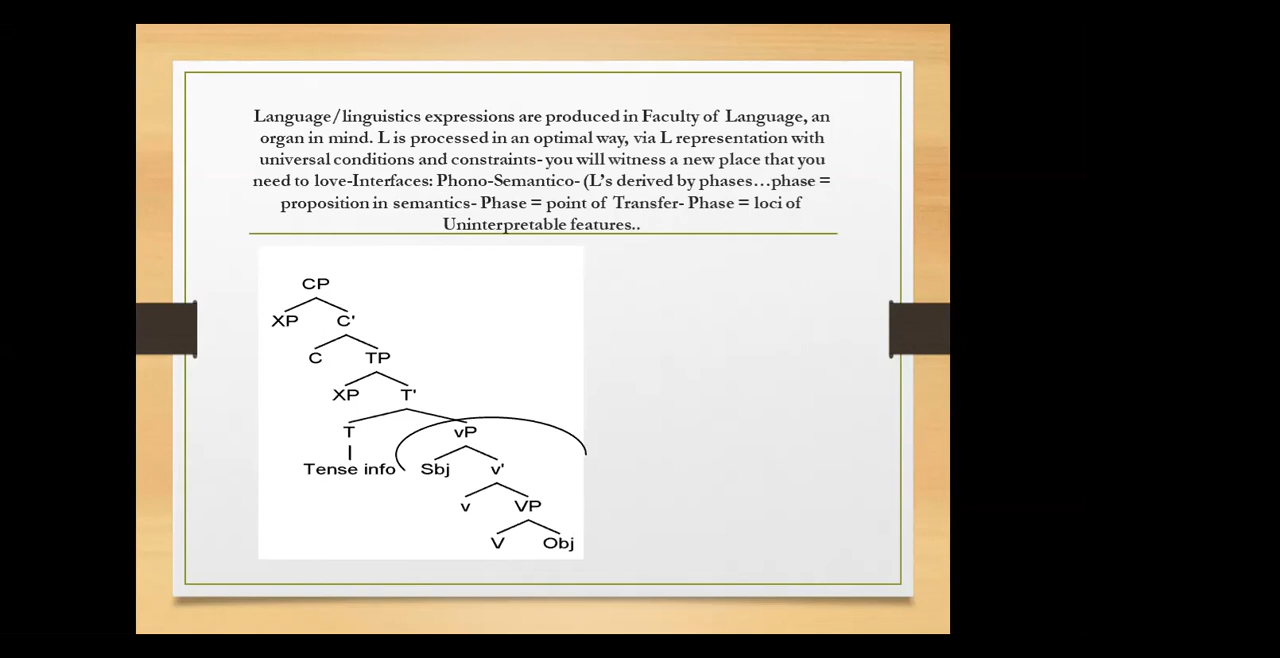 Language/linguistics expressions are produced in Faculty of Language, an
organ in mind. L is processed in an optimal way, via L representation with
universal conditions and constraints- you will witness a new place that you
need to love-Interfaces: Phono-Semantico- (L's derived by phases…phase =
proposition in semantics- Phase = point of Transfer- Phase = loci of
Uninterpretable features..
CP
XP C'
C TP
XP T'
T vP
Tense info Sbj v'
v VP
V Obj